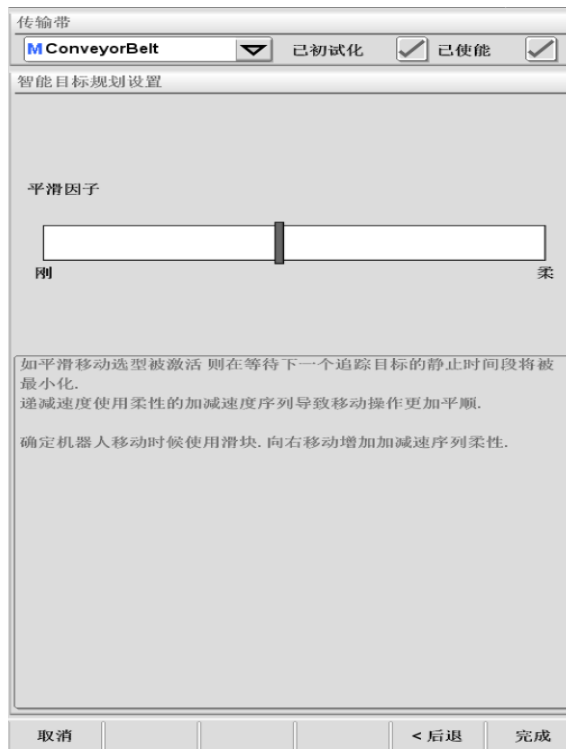 传输带
M ConveyorBelt 已初试化 已使能
智能目标规划设置
平滑因子
刚 柔
如平滑移动选型被激活 则在等待下一个追踪目标的静止时间段将被
最小化.
递减速度使用柔性的加减速度序列导致移动操作更加平顺.
确定机器人移动时候使用滑块. 向右移动增加加减速序列柔性.
取消 < 后退 完成